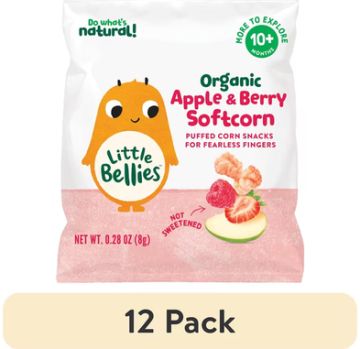 Do what's
natural!
MORE TO EXPLORE
10+
MONTHS
Organic
Apple & Berry
Softcorn
PUFFED CORN SNACKS
FOR FEARLESS FINGERS
Little
Bellies™
NOT
SWEETENED
NET WT. 0.28 OZ (8g)
12 Pack